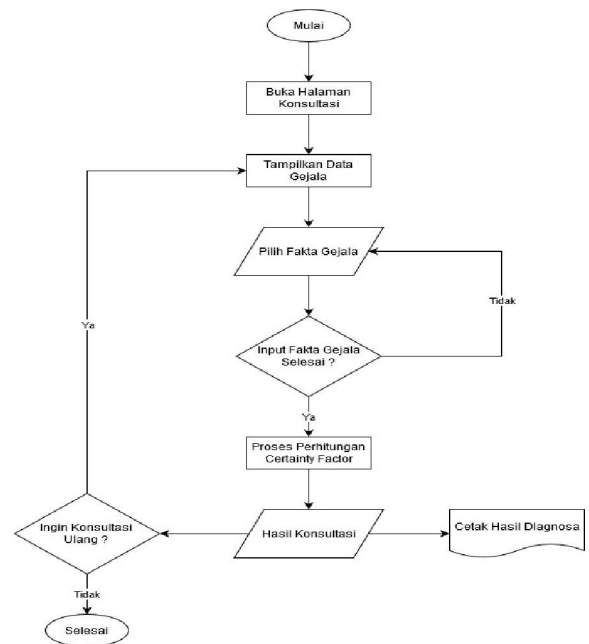 Mulai
Buka Halaman
Konsultasi
Tampilkan Data
Gejala
Pilih Fakta Gejala
Tidak
Ya
Input Fakta Gejala
Selesai ?
Ya
Proses Perhitungan
Certainty Factor
Ingin Konsultasi
Ulang ?
Hasil Konsultasi
Cetak Hasil Diagnosa
Tidak
Selesai